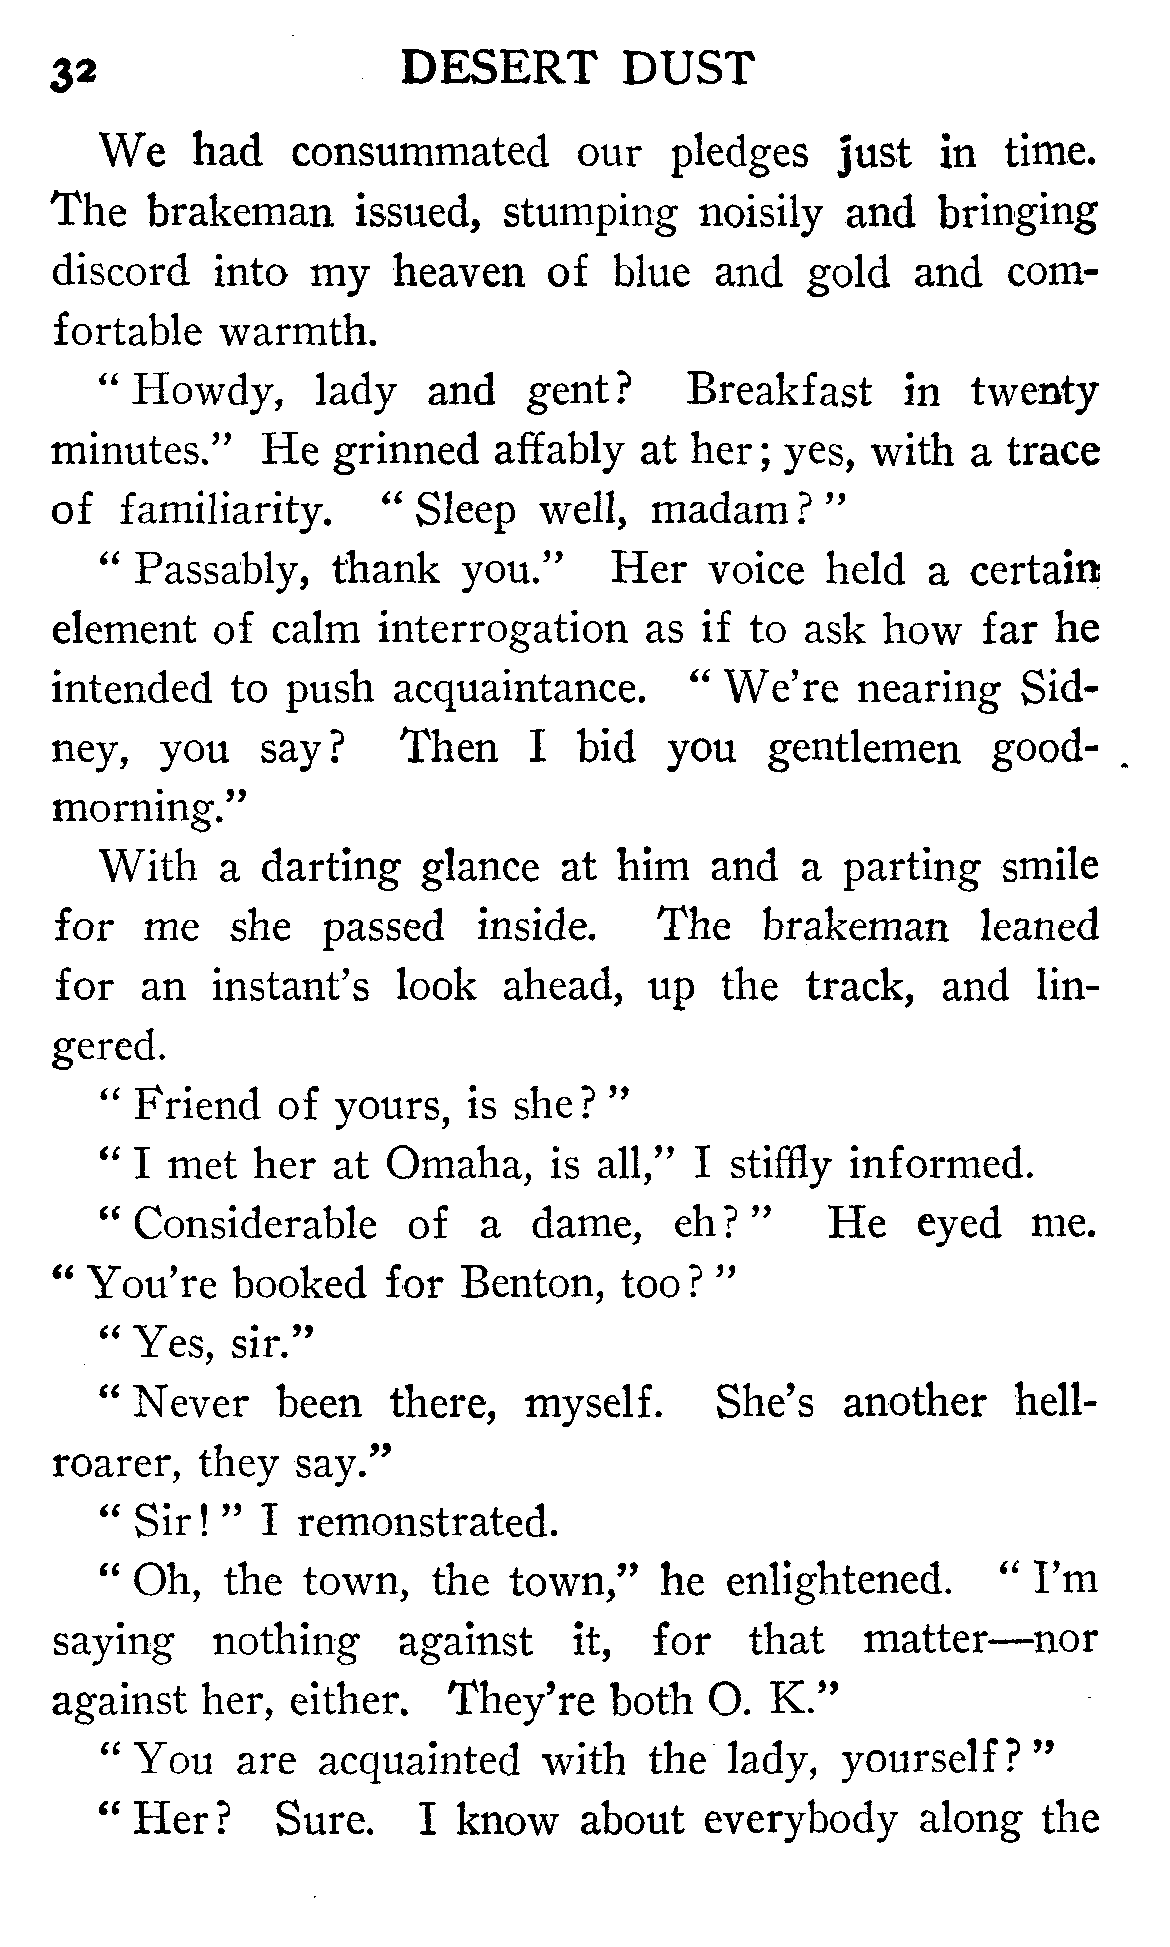 32 DESERT DUST
We had consummated our pledges just in time.
The brakeman issued, stumping noisily and bringing
discord into my heaven of blue and gold and com-
fortable warmth.
“ Howdy, lady and gent? Breakfast in twenty
minutes.” He grinned affably at her; yes, with a trace
of familiarity. “ Sleep well, madam? ”
“ Passably, thank you.” Her voice held a certain
element of calm interrogation as if to ask how far he
intended to push acquaintance. “ We’re nearing Sid-
ney, you say? Then I bid you gentlemen good-
morning.”
With a darting glance at him and a parting smile
for me she passed inside. The brakeman leaned
for an instant’s look ahead, up the track, and lin-
gered.
“ Friend of yours, is she? ”
“ I met her at Omaha, is all,” I stiffly informed.
“ Considerable of a dame, eh? ” He eyed me.
“ You’re booked for Benton, too? ”
“ Yes, sir.”
“ Never been there, myself. She’s another hell-
roarer, they say.”
“ Sir! ” I remonstrated.
“ Oh, the town, the town,” he enlightened. “ I’m
saying nothing against it, for that matter—nor
against her, either. They’re both O. K.”
“ You are acquainted with the lady, yourself? ”
“ Her? Sure. I know about everybody along the